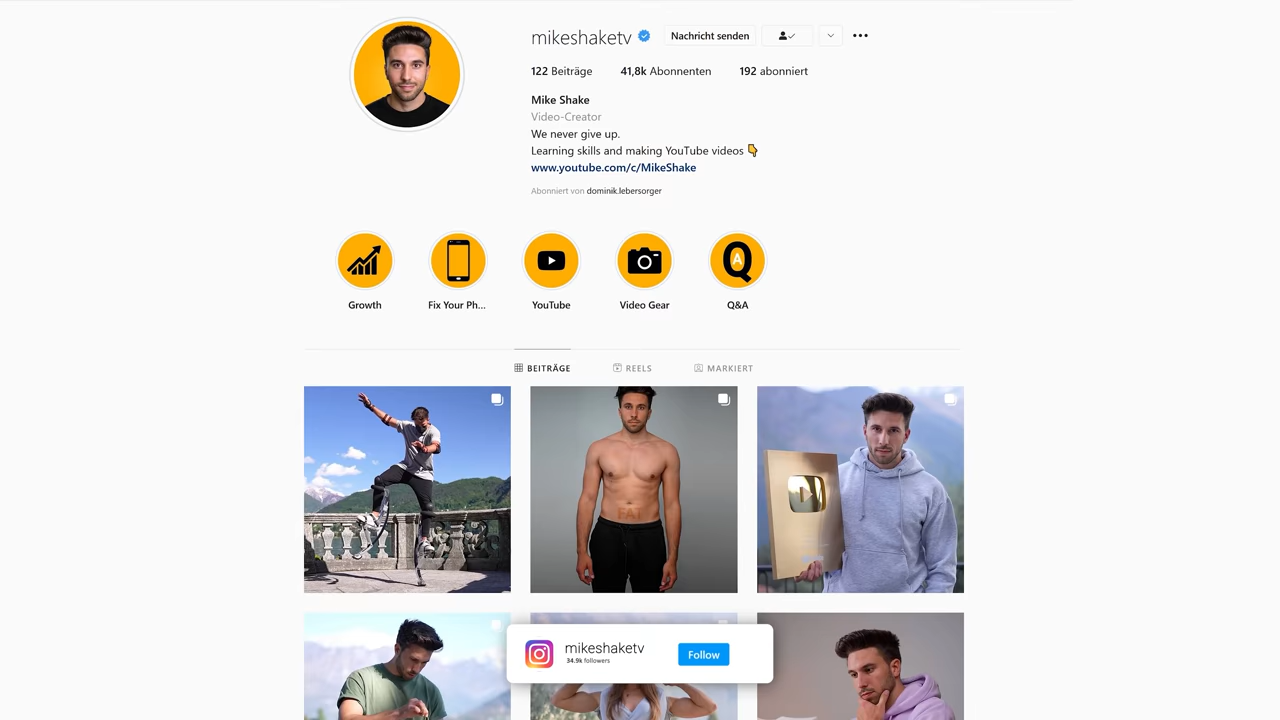 mikeshaketv Nachricht senden
122 Beiträge 41,8k Abonnenten 192 abonniert
Mike Shake
Video-Creator
We never give up.
Learning skills and making YouTube videos 👇
www.youtube.com/c/MikeShake
Abonniert von dominik.lebersorger
Growth Fix Your Ph... YouTube Video Gear Q&A
BEITRÄGE REELS MARKIERT
FAT
mikeshaketv
34.9k followers
Follow